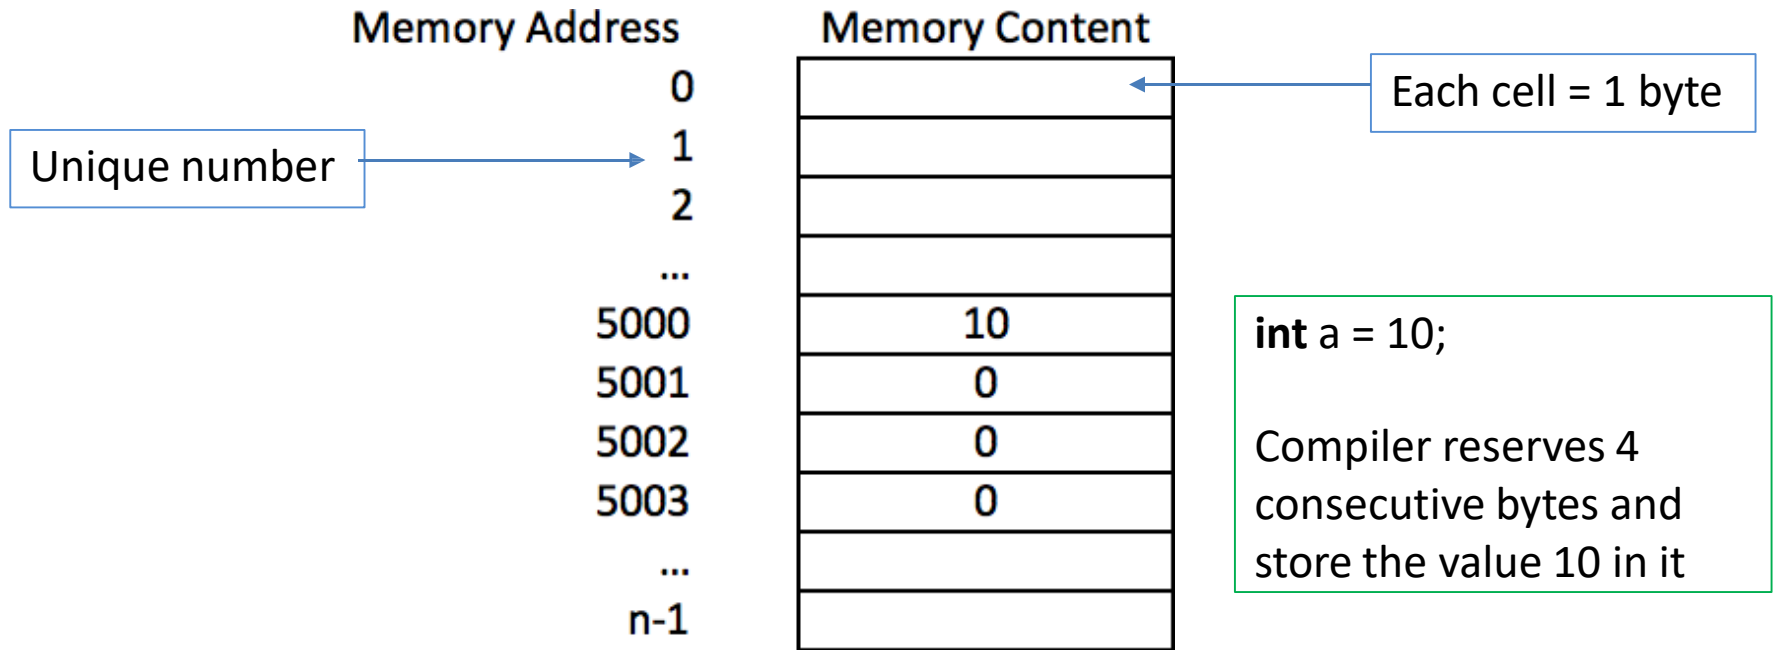 Memory Address Memory Content
0
Each cell = 1 byte
1
Unique number
2
...
5000 10
int a = 10;
5001 0
5002 0
Compiler reserves 4
5003 0
consecutive bytes and
...
store the value 10 in it
n-1